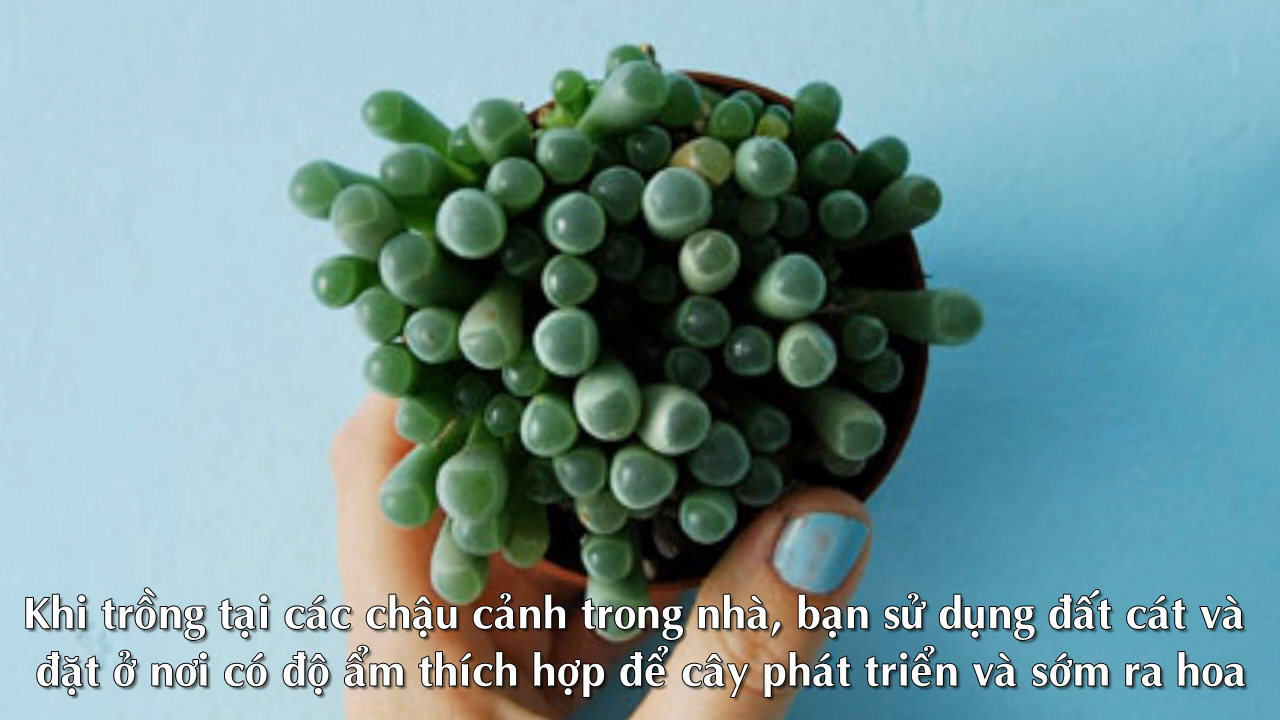 Khi trồng tại các chậu cảnh trong nhà, bạn sử dụng đất cát và
đặt ở nơi có độ ẩm thích hợp để cây phát triển và sớm ra hoa